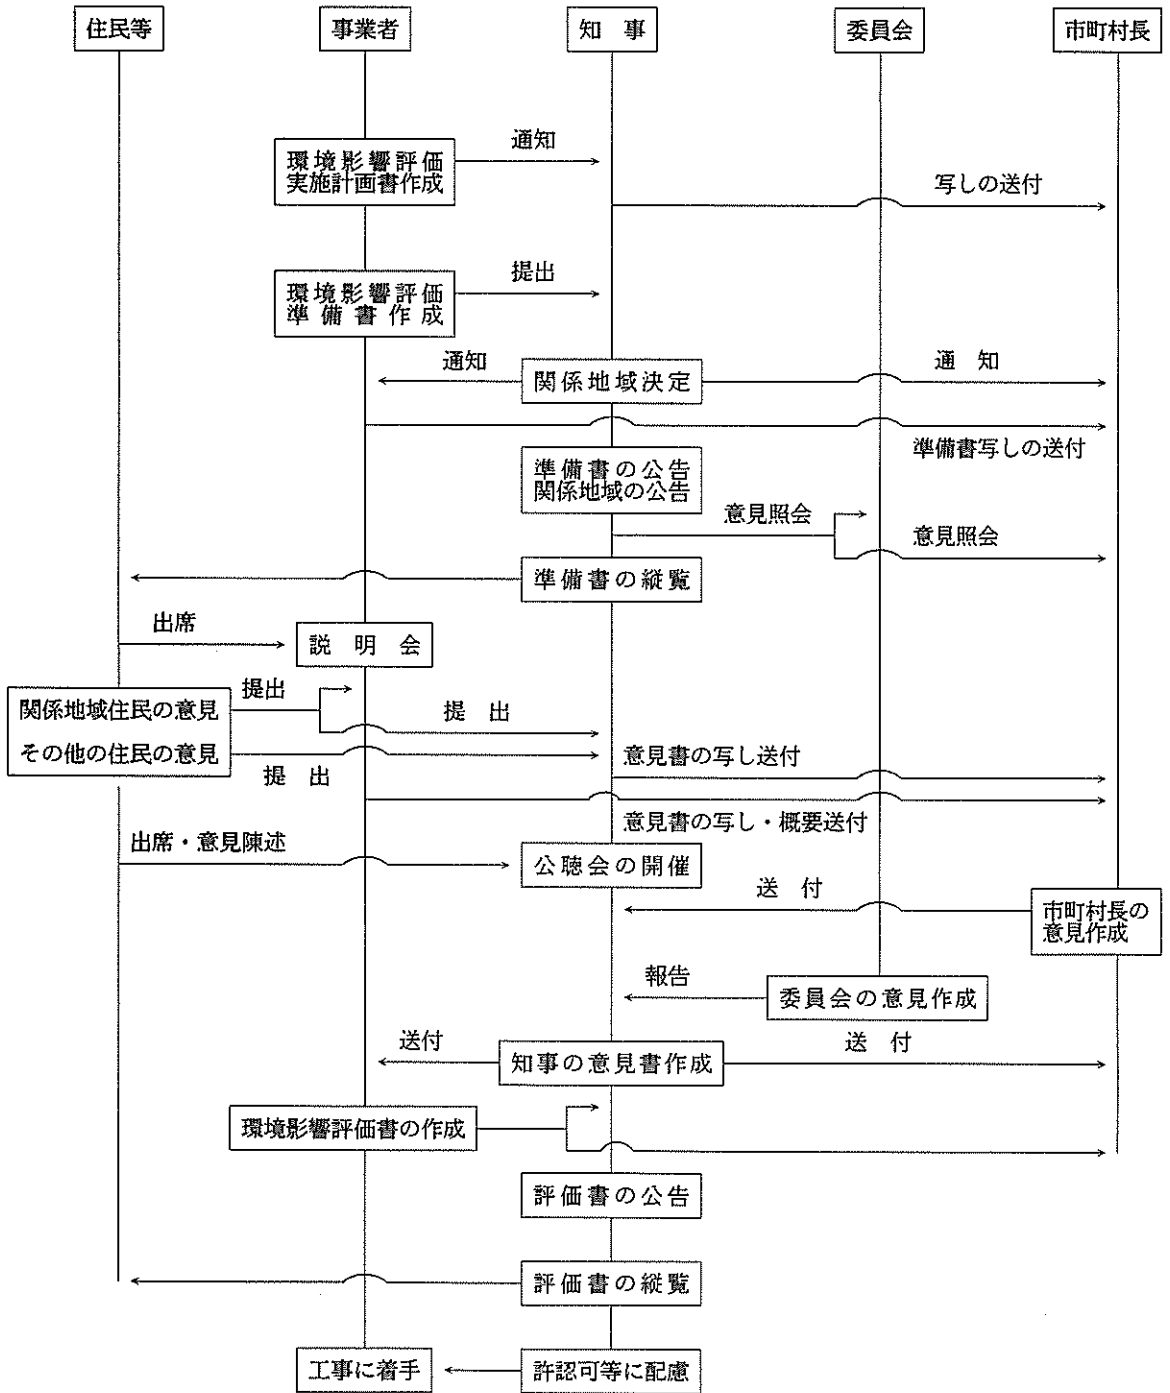 住民等
事業者
知　事
委員会
市町村長
通知
環境影響評価
実施計画書作成
写しの送付
提出
環境影響評価
準備書作成
通知
関係地域決定
通　知
準備書写しの送付
準備書の公告
関係地域の公告
意見照会
意見照会
準備書の縦覧
出席
説　明　会
提出
関係地域住民の意見
提　出
その他の住民の意見
提　出
意見書の写し送付
意見書の写し・概要送付
出席・意見陳述
公聴会の開催
送　付
市町村長の
意見作成
報告
委員会の意見作成
送付
知事の意見書作成
送　付
環境影響評価書の作成
評価書の公告
評価書の縦覧
工事に着手
許認可等に配慮